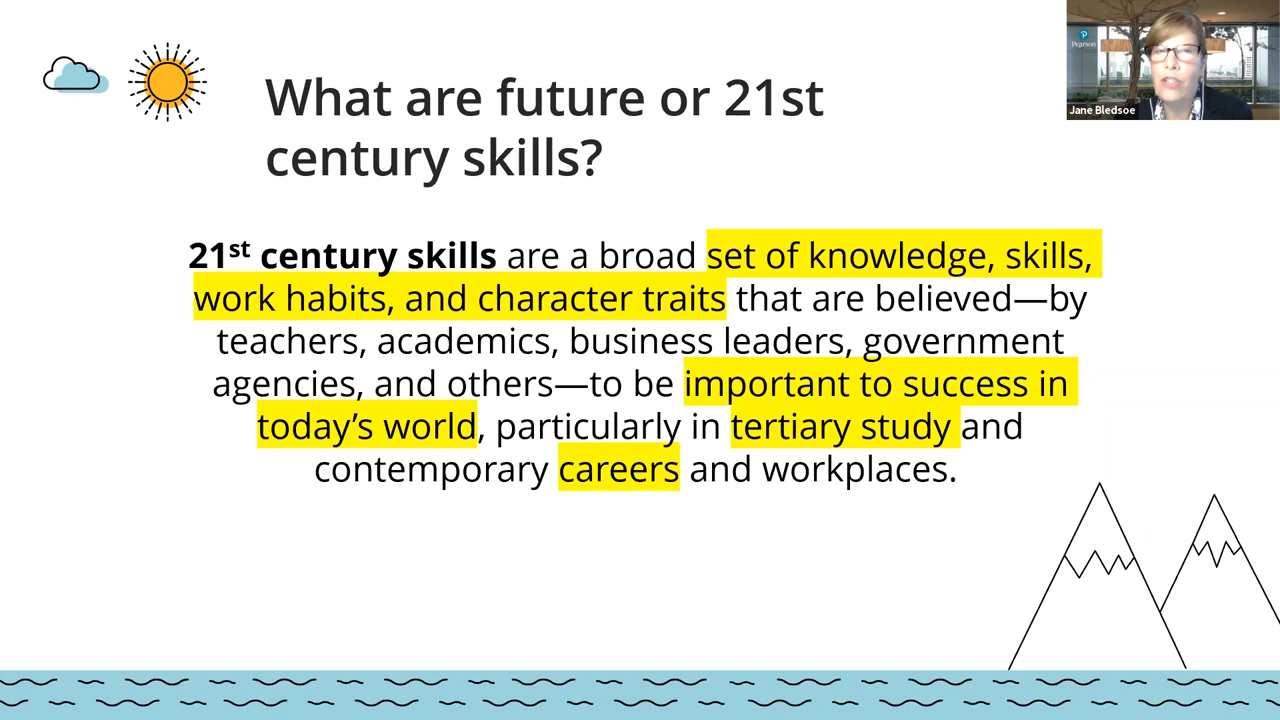 What are future or 21st
century skills?
Pearson
Jane Bledsoe
21st century skills are a broad set of knowledge, skills,
work habits, and character traits that are believed—by
teachers, academics, business leaders, government
agencies, and others—to be important to success in
today’s world, particularly in tertiary study and
contemporary careers and workplaces.